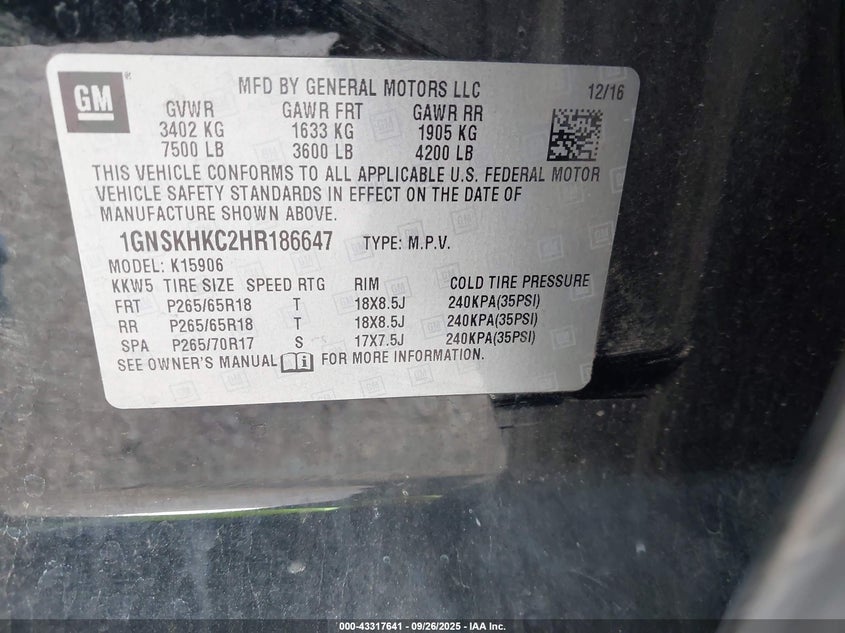 GM ®
MFD BY GENERAL MOTORS LLC 12/16
GVWR GAWR FRT GAWR RR
3402 KG 1633 KG 1905 KG
7500 LB 3600 LB 4200 LB
THIS VEHICLE CONFORMS TO ALL APPLICABLE U.S. FEDERAL MOTOR
VEHICLE SAFETY STANDARDS IN EFFECT ON THE DATE OF
MANUFACTURE SHOWN ABOVE.
1GNSKHKC2HR186647 TYPE: M.P.V.
MODEL: K15906
KKW5 TIRE SIZE SPEED RTG RIM COLD TIRE PRESSURE
FRT P265/65R18 T 18X8.5J 240KPA(35PSI)
RR P265/65R18 T 18X8.5J 240KPA(35PSI)
SPA P265/70R17 S 17X7.5J 240KPA(35PSI)
SEE OWNER'S MANUAL FOR MORE INFORMATION.
000-43317641 - 09/26/2025 - IAA Inc.